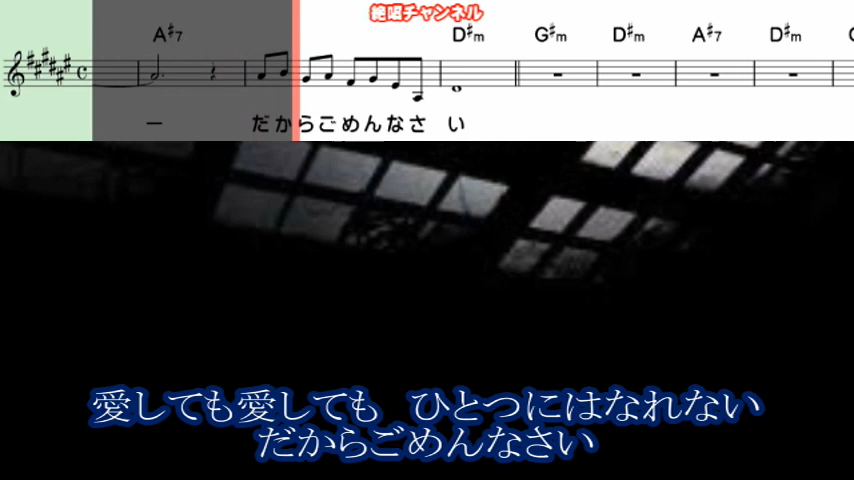 絶唱チャンネル
A♯7 D♯m G♯m D♯m A♯7 D♯m
ー だからごめんなさ い
愛しても愛しても ひとつにはなれない
だからごめんなさい